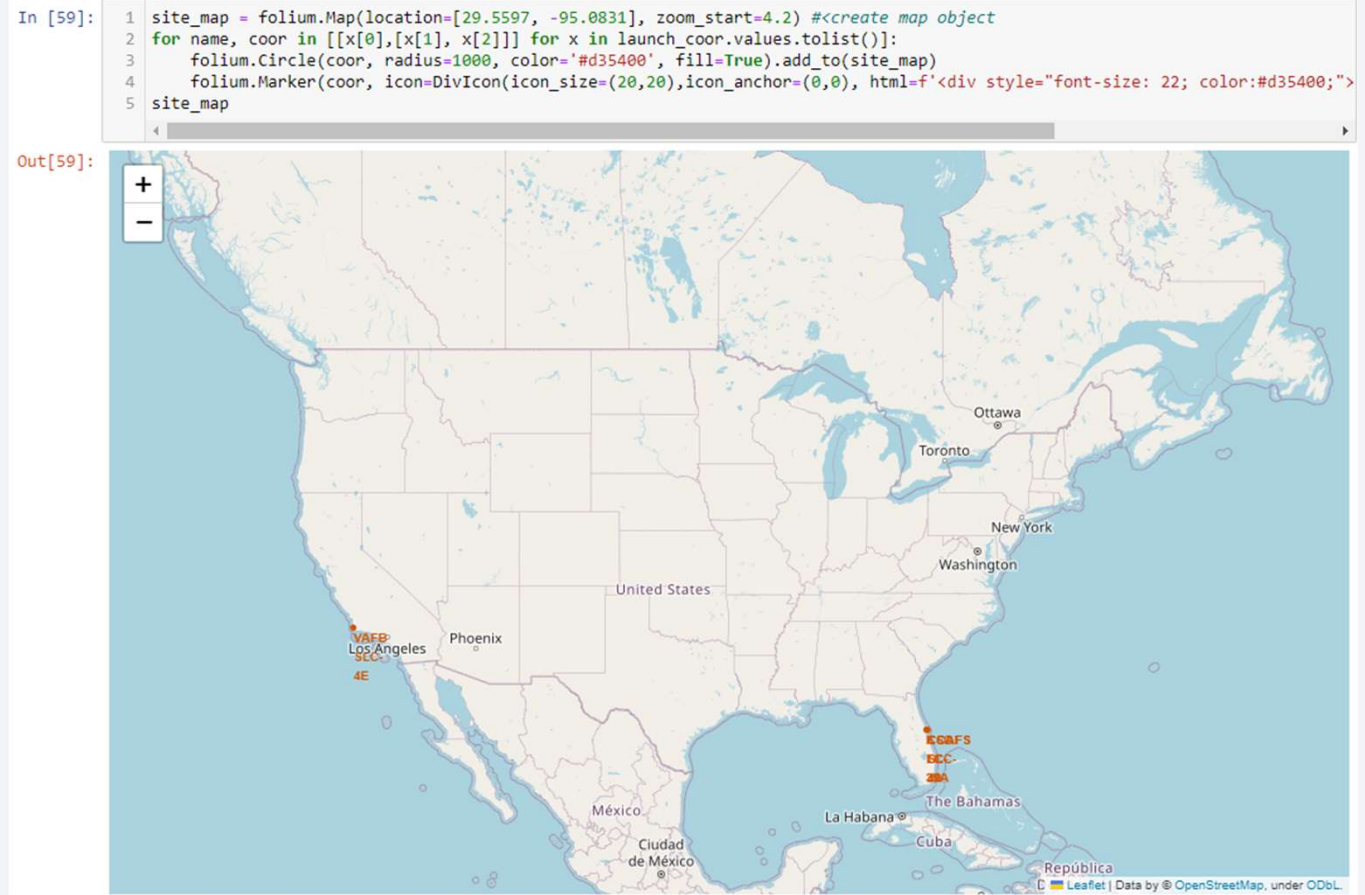 In [59]:
1 site_map = folium.Map(location=[29.5597, -95.0831], zoom_start=4.2) #<create map object
2 for name, coor in [[x[0],[x[1], x[2]]] for x in launch_coor.values.tolist()]:
3     folium.Circle(coor, radius=1000, color='#d35400', fill=True).add_to(site_map)
4     folium.Marker(coor, icon=DivIcon(icon_size=(20,20),icon_anchor=(0,0), html=f'<div style="font-size: 22; color:#d35400;">
5 site_map
Out[59]:
+
−
Ottawa
Toronto
New York
Washington
United States
VAFB
Los Angeles
Phoenix
SLC-
4E
The Bahamas
México
La Habana
Cuba
Ciudad
de México
República
Leaflet | Data by © OpenStreetMap, under ODbL.